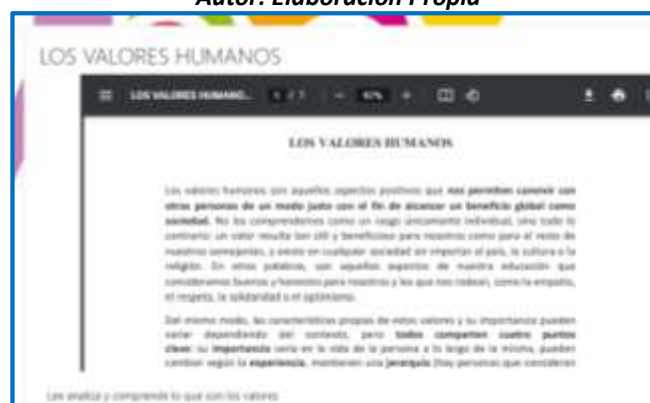 Autor: Elaboración Propia
LOS VALORES HUMANOS
LOS VALORES HUMANO... 1 / 7 67%
LOS VALORES HUMANOS
Los valores humanos son aquellos aspectos positivos que nos permiten convivir con
otras personas de un modo justo con el fin de alcanzar un beneficio global como
sociedad. No los comprendemos como un rasgo únicamente individual, sino todo lo
contrario: un valor resulta tan útil y beneficioso para nosotros como para el resto de
nuestros semejantes, y existe en cualquier sociedad sin importar el país, la cultura o la
religión. En otras palabras, son aquellos aspectos de nuestra educación que
consideramos buenos y honestos para nosotros y los que nos rodean, como la empatía,
el respeto, la solidaridad o el optimismo.
Del mismo modo, las características propias de estos valores y su importancia pueden
variar dependiendo del contexto, pero todos comparten cuatro puntos
clave: su importancia varía en la vida de la persona a lo largo de la misma, pueden
cambiar según la experiencia, mantienen una jerarquía (hay personas que consideran
Lee analiza y comprende lo que son los valores